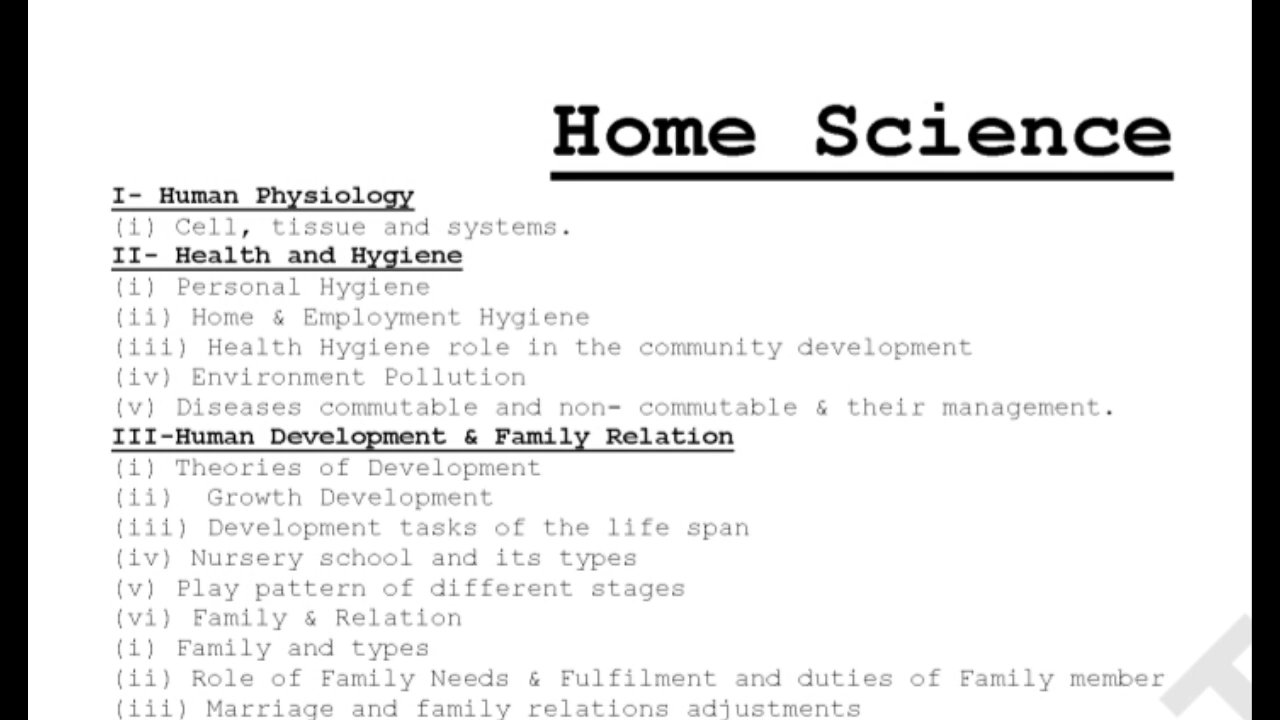 Home Science
I- Human Physiology
(i) Cell, tissue and systems.
II- Health and Hygiene
(i) Personal Hygiene
(ii) Home & Employment Hygiene
(iii) Health Hygiene role in the community development
(iv) Environment Pollution
(v) Diseases commutable and non- commutable & their management.
III-Human Development & Family Relation
(i) Theories of Development
(ii)  Growth Development
(iii) Development tasks of the life span
(iv) Nursery school and its types
(v) Play pattern of different stages
(vi) Family & Relation
(i) Family and types
(ii) Role of Family Needs & Fulfilment and duties of Family member
(iii) Marriage and family relations adjustments